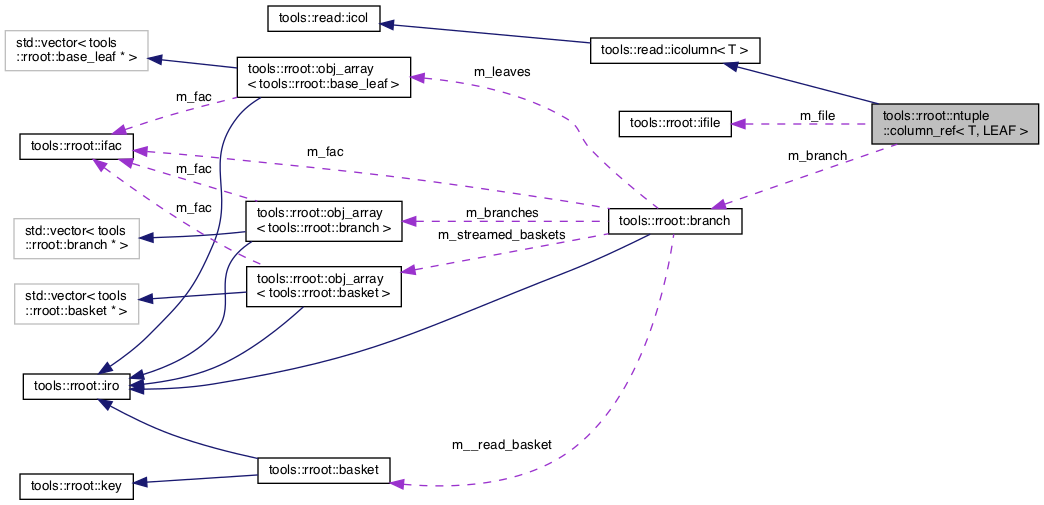 tools::read::icol
std::vector< tools
::rroot::base_leaf * >
tools::read::icolumn< T >
tools::rroot::obj_array
< tools::rroot::base_leaf >
m_leaves
m_fac
tools::rroot::ifile
m_file
tools::rroot::ntuple
::column_ref< T, LEAF >
tools::rroot::ifac
m_fac
m_branch
m_fac
m_fac
tools::rroot::obj_array
< tools::rroot::branch >
m_branches
tools::rroot::branch
std::vector< tools
::rroot::branch * >
m_streamed_baskets
tools::rroot::obj_array
< tools::rroot::basket >
std::vector< tools
::rroot::basket * >
tools::rroot::iro
m__read_basket
tools::rroot::basket
tools::rroot::key